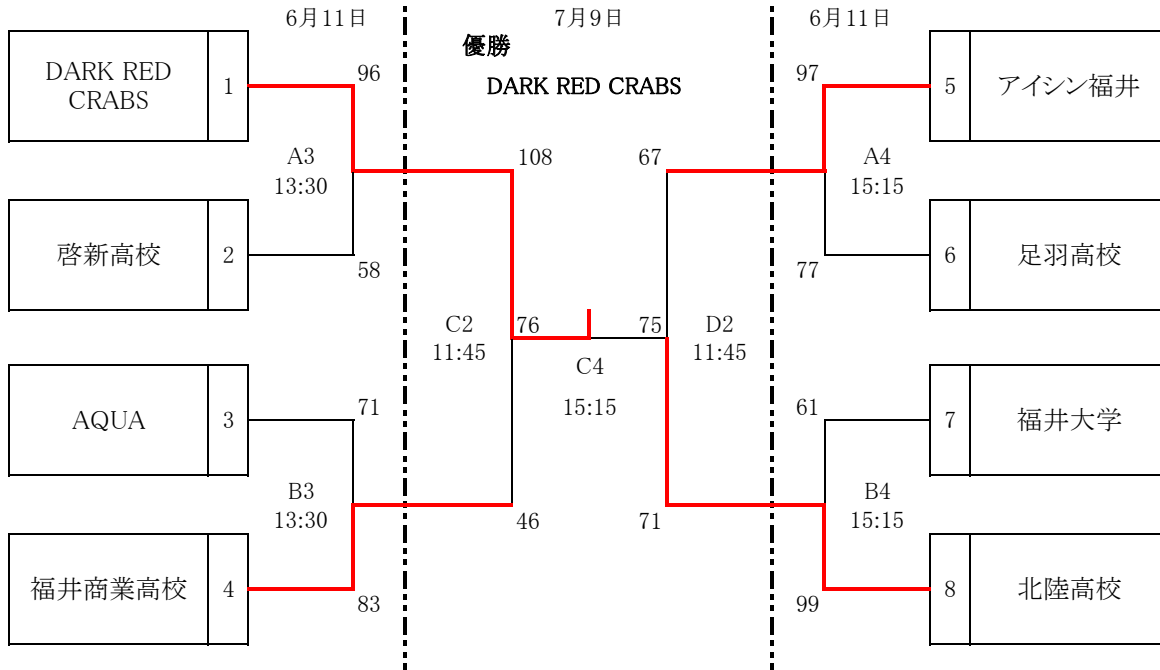 6月11日
7月9日
6月11日
優勝
DARK RED CRABS
DARK RED
CRABS
1
96
97
5
アイシン福井
A3
13:30
108
67
A4
15:15
啓新高校
2
58
77
6
足羽高校
C2
11:45
76
75
D2
11:45
C4
15:15
AQUA
3
71
61
7
福井大学
B3
13:30
46
71
B4
15:15
福井商業高校
4
83
99
8
北陸高校